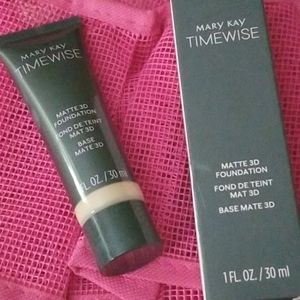 MARY KAY
TIMEWISE
MATTE 3D
FOUNDATION
FOND DE TEINT
MAT 3D
BASE
MATE 3D
FL. OZ. / 30 ml
MARY KAY
TIMEWISE
MATTE 3D
FOUNDATION
FOND DE TEINT
MAT 3D
BASE MATE 3D
1 FL. OZ. / 30 ml